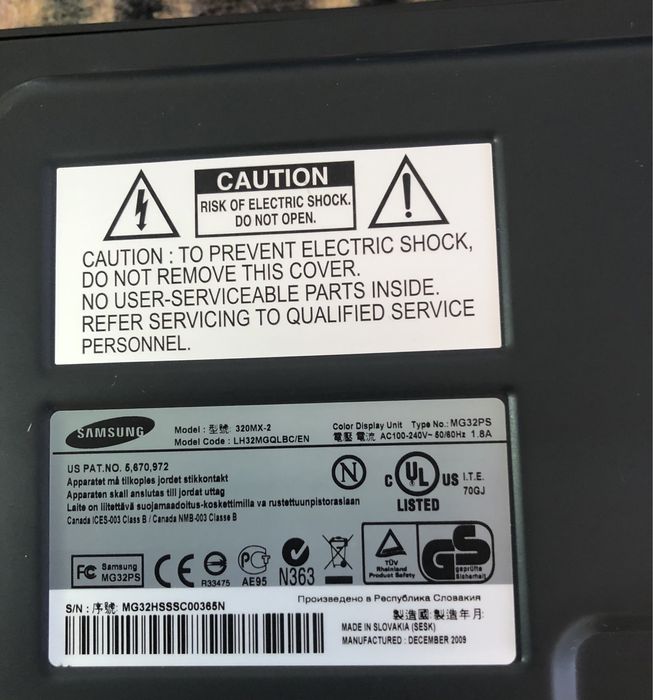 CAUTION
RISK OF ELECTRIC SHOCK.
DO NOT OPEN.
CAUTION : TO PREVENT ELECTRIC SHOCK,
DO NOT REMOVE THIS COVER.
NO USER-SERVICEABLE PARTS INSIDE.
REFER SERVICING TO QUALIFIED SERVICE
PERSONNEL.
SAMSUNG
Model : 型號: 320MX-2
Model Code : LH32MGQLBC/EN
Color Display Unit Type No.: MG32PS
電壓 電流 AC100-240V~ 50/60Hz 1.8A
US PAT.NO. 5,670,972
Apparatet må tilkoples jordet stikkontakt
Apparaten skall anslutas till jordat uttag
Laite on liitettävä suojamaadoitus-koskettimilla va rustettuunpistorasiaan
Canada ICES-003 Class B / Canada NMB-003 Classe B
N
C UL US
LISTED
I.T.E.
70GJ
FC Samsung
MG32PS
CE
R33475
PCT
AE95
N363
TÜV
Rheinland
Product Safety
GS
geprüfte
Sicherheit
S/N : 序號: MG32HSSSC00365N
Произведено в Республика Словакия
製造國 製造年月:
MADE IN SLOVAKIA (SESK)
MANUFACTURED : DECEMBER 2009